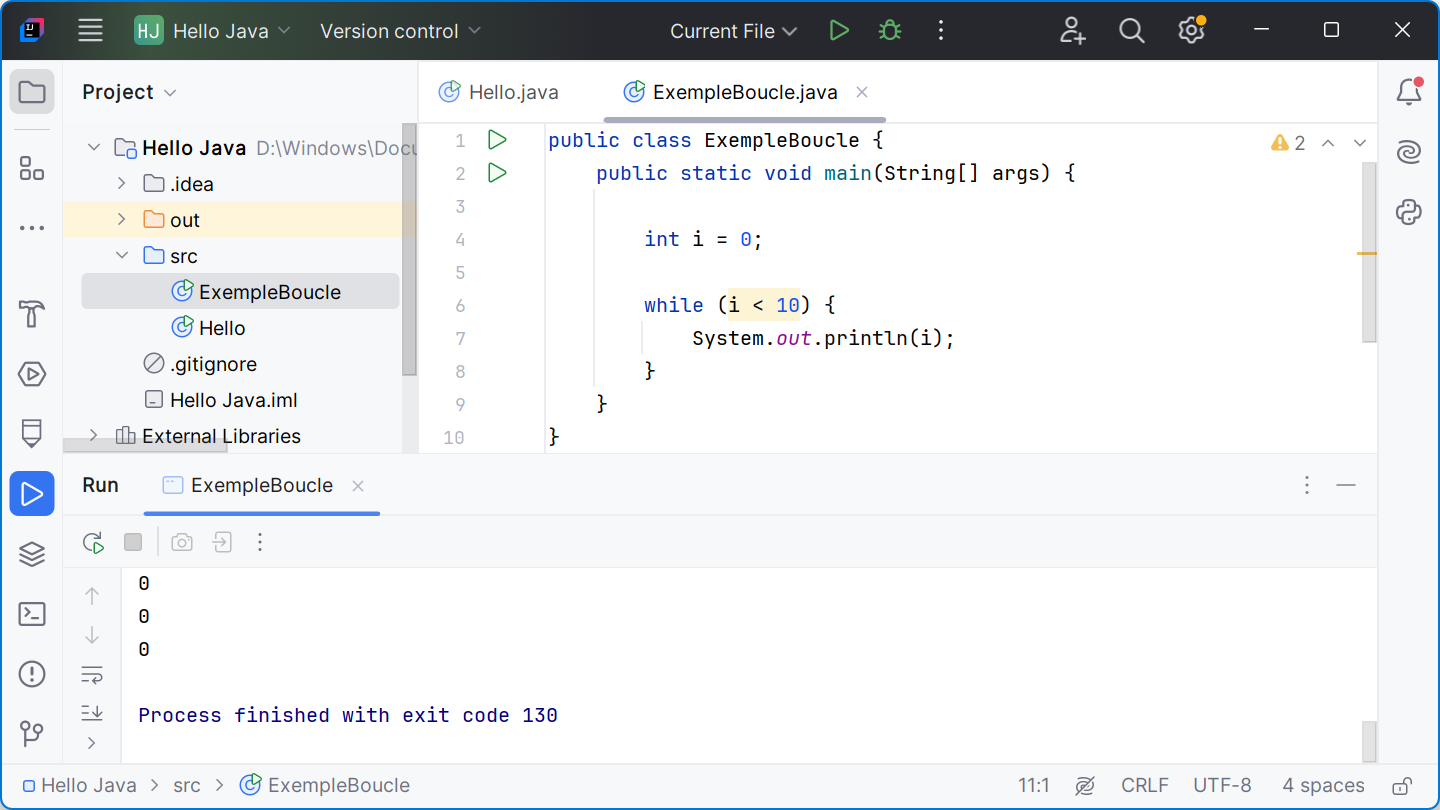 HJ Hello Java Version control Current File
Project
Hello.java ExempleBoucle.java
Hello Java D:\Windows\Docu
.idea
out
src
ExempleBoucle
Hello
.gitignore
Hello Java.iml
External Libraries
2
1 public class ExempleBoucle {
2 public static void main(String[] args) {
3
4 int i = 0;
5
6 while (i < 10) {
7 System.out.println(i);
8 }
9 }
10 }
Run ExempleBoucle
0
0
0
Process finished with exit code 130
Hello Java > src > ExempleBoucle 11:1 CRLF UTF-8 4 spaces